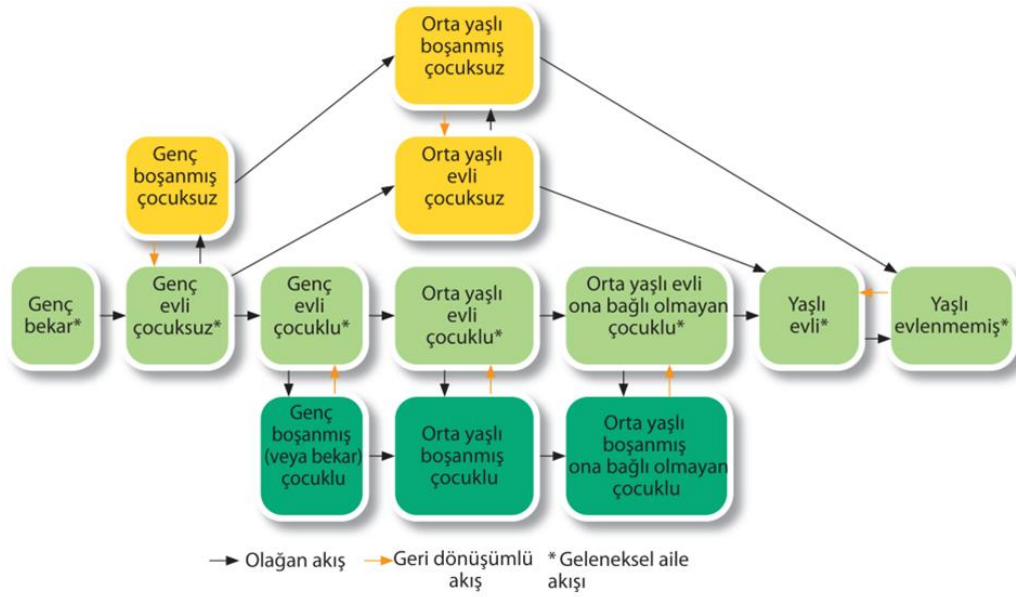 Orta yaşlı
boşanmış
çocuksuz
Genç
boşanmış
çocuksuz
Orta yaşlı
evli
çocuksuz
Genç
bekar*
Genç
evli
çocuksuz*
Genç
evli
çocuklu*
Orta yaşlı
evli
çocuklu*
Orta yaşlı evli
ona bağlı olmayan
çocuklu*
Yaşlı
evli*
Yaşlı
evlenmemiş*
Genç
boşanmış
(veya bekar)
çocuklu
Orta yaşlı
boşanmış
çocuklu
Orta yaşlı
boşanmış
ona bağlı olmayan
çocuklu
Olağan akış
Geri dönüşümlü
akış
* Geleneksel aile
akışı